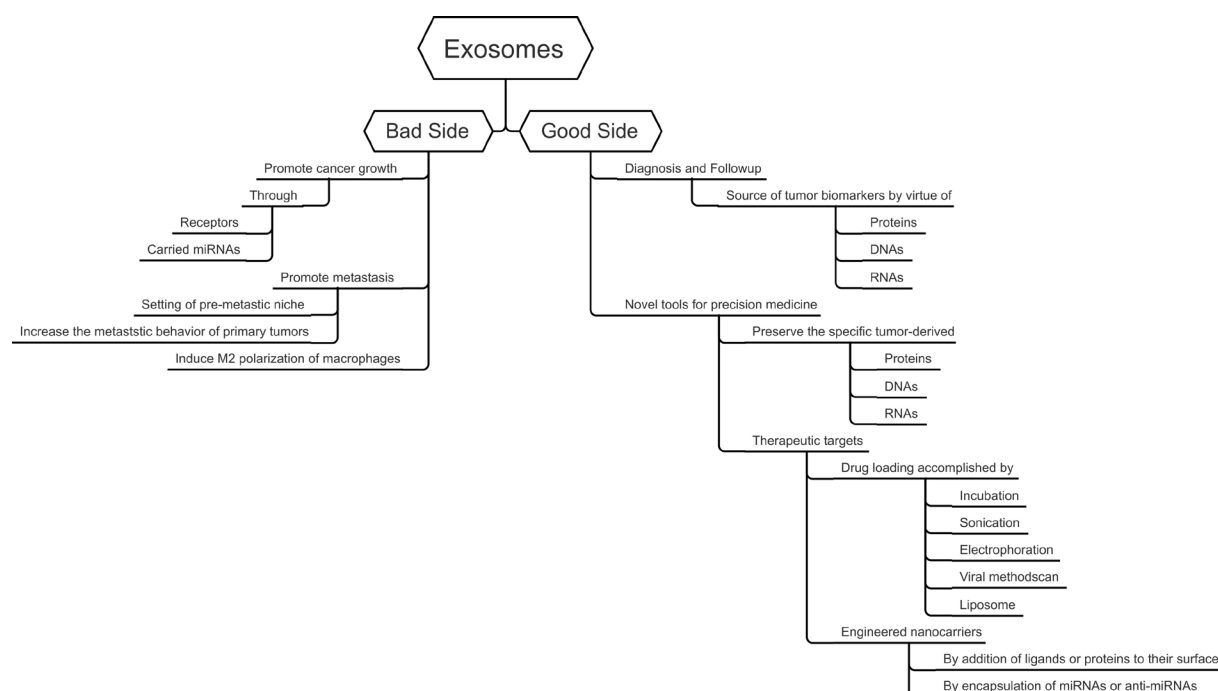 Exosomes
Bad Side
Promote cancer growth
Through
Receptors
Carried miRNAs
Promote metastasis
Setting of pre-metastic niche
Increase the metaststic behavior of primary tumors
Induce M2 polarization of macrophages
Good Side
Diagnosis and Followup
Source of tumor biomarkers by virtue of
Proteins
DNAs
RNAs
Novel tools for precision medicine
Preserve the specific tumor-derived
Proteins
DNAs
RNAs
Therapeutic targets
Drug loading accomplished by
Incubation
Sonication
Electrophoration
Viral methodscan
Liposome
Engineered nanocarriers
By addition of ligands or proteins to their surface
By encapsulation of miRNAs or anti-miRNAs